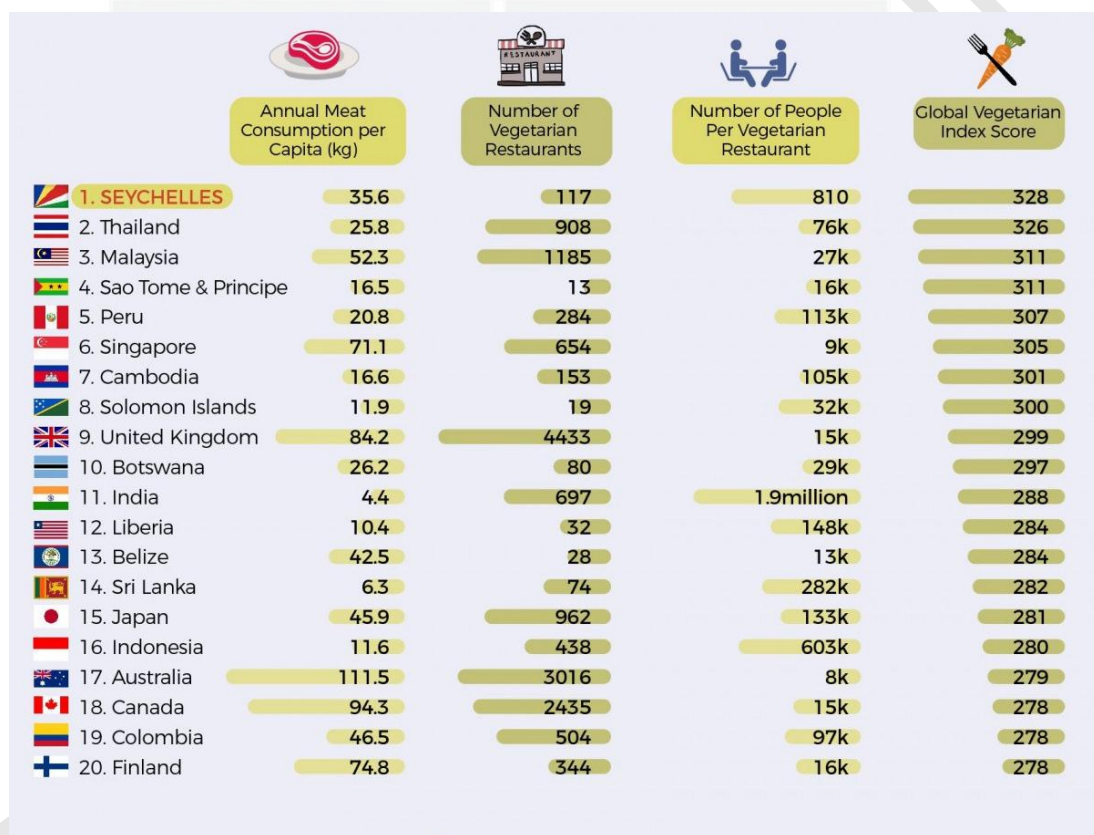 RESTAURANT
Annual Meat
Consumption per
Capita (kg)
Number of
Vegetarian
Restaurants
Number of People
Per Vegetarian
Restaurant
Global Vegetarian
Index Score
1. SEYCHELLES 35.6 117 810 328
2. Thailand 25.8 908 76k 326
3. Malaysia 52.3 1185 27k 311
4. Sao Tome & Principe 16.5 13 16k 311
5. Peru 20.8 284 113k 307
6. Singapore 71.1 654 9k 305
7. Cambodia 16.6 153 105k 301
8. Solomon Islands 11.9 19 32k 300
9. United Kingdom 84.2 4433 15k 299
10. Botswana 26.2 80 29k 297
11. India 4.4 697 1.9million 288
12. Liberia 10.4 32 148k 284
13. Belize 42.5 28 13k 284
14. Sri Lanka 6.3 74 282k 282
15. Japan 45.9 962 133k 281
16. Indonesia 11.6 438 603k 280
17. Australia 111.5 3016 8k 279
18. Canada 94.3 2435 15k 278
19. Colombia 46.5 504 97k 278
20. Finland 74.8 344 16k 278